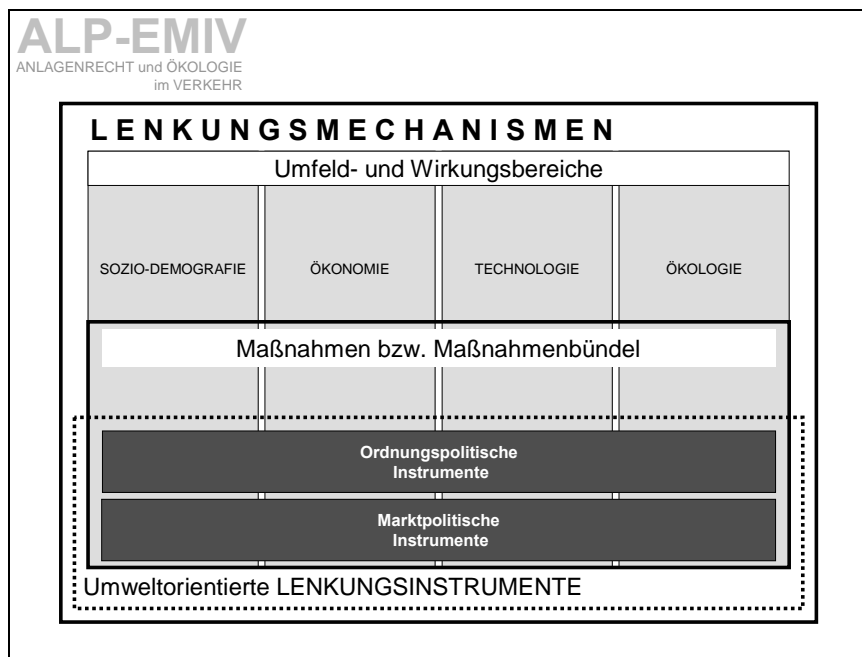 ALP-EMIV
ANLAGENRECHT und ÖKOLOGIE
im VERKEHR
LENKUNGSMECHANISMEN
Umfeld- und Wirkungsbereiche
SOZIO-DEMOGRAFIE
ÖKONOMIE
TECHNOLOGIE
ÖKOLOGIE
Maßnahmen bzw. Maßnahmenbündel
Ordnungspolitische
Instrumente
Marktpolitische
Instrumente
Umweltorientierte LENKUNGSINSTRUMENTE